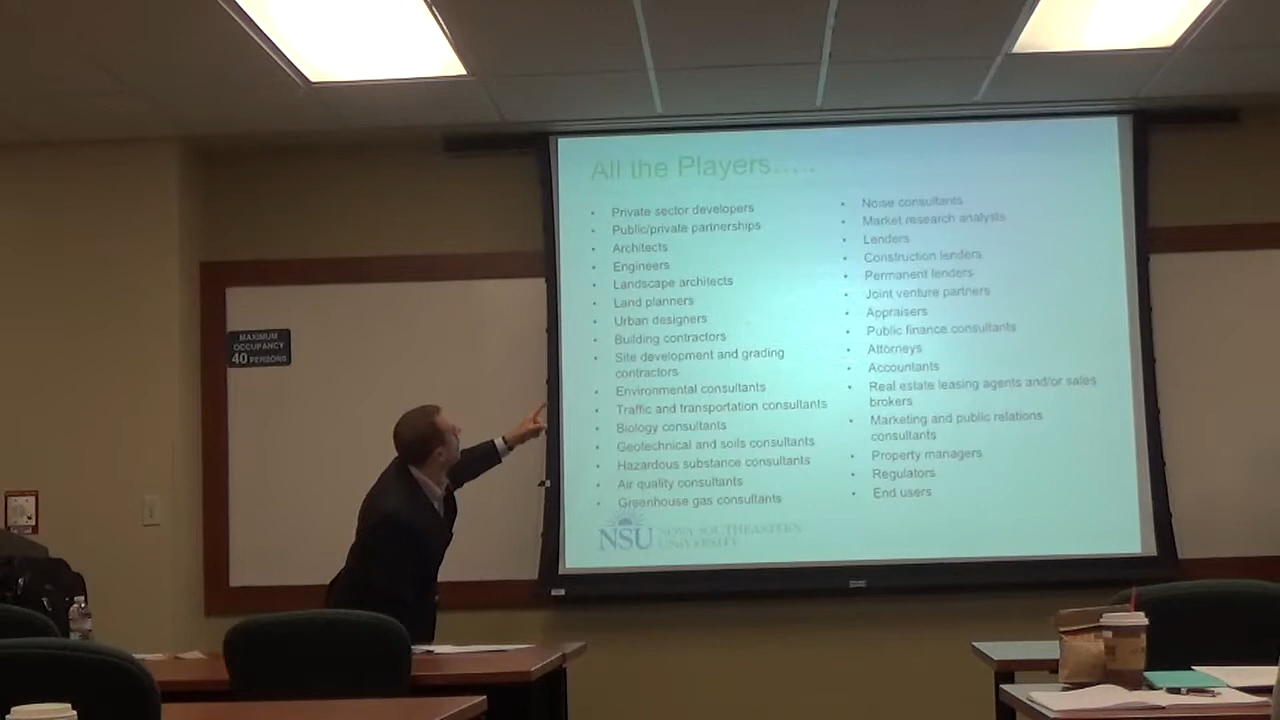 All the Players.....
Private sector developers
Public/private partnerships
Architects
Engineers
Landscape architects
Land planners
Urban designers
Building contractors
Site development and grading
contractors
Environmental consultants
Traffic and transportation consultants
Biology consultants
Geotechnical and soils consultants
Hazardous substance consultants
Air quality consultants
Greenhouse gas consultants
Noise consultants
Market research analysts
Lenders
Construction lenders
Permanent lenders
Joint venture partners
Appraisers
Public finance consultants
Attorneys
Accountants
Real estate leasing agents and/or sales
brokers
Marketing and public relations
consultants
Property managers
Regulators
End users
NSU NOVA SOUTHEASTERN
UNIVERSITY
MAXIMUM
OCCUPANCY
40 PERSONS